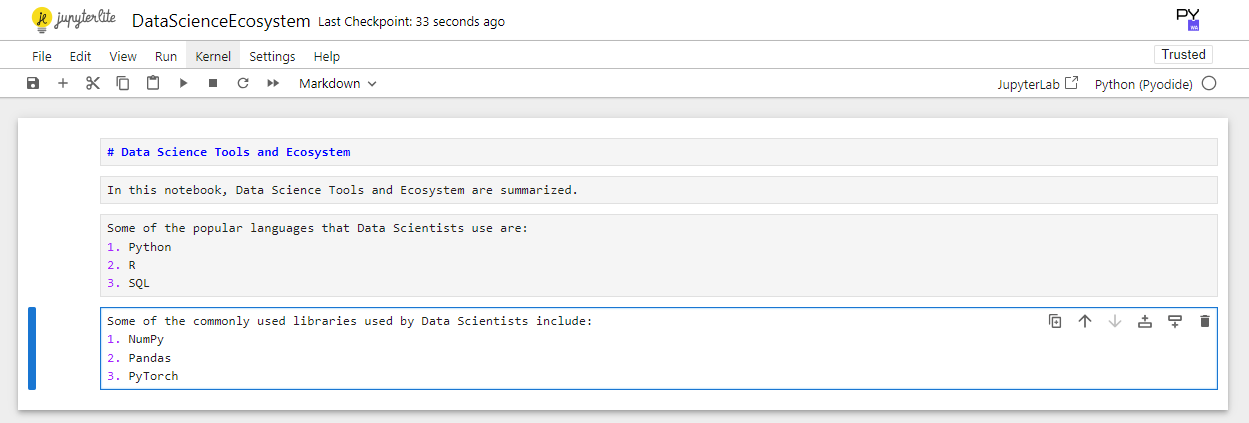 jupyterlite DataScienceEcosystem Last Checkpoint: 33 seconds ago PY
File Edit View Run Kernel Settings Help Trusted
Markdown JupyterLab Python (Pyodide)
# Data Science Tools and Ecosystem
In this notebook, Data Science Tools and Ecosystem are summarized.
Some of the popular languages that Data Scientists use are:
1. Python
2. R
3. SQL
Some of the commonly used libraries used by Data Scientists include:
1. NumPy
2. Pandas
3. PyTorch